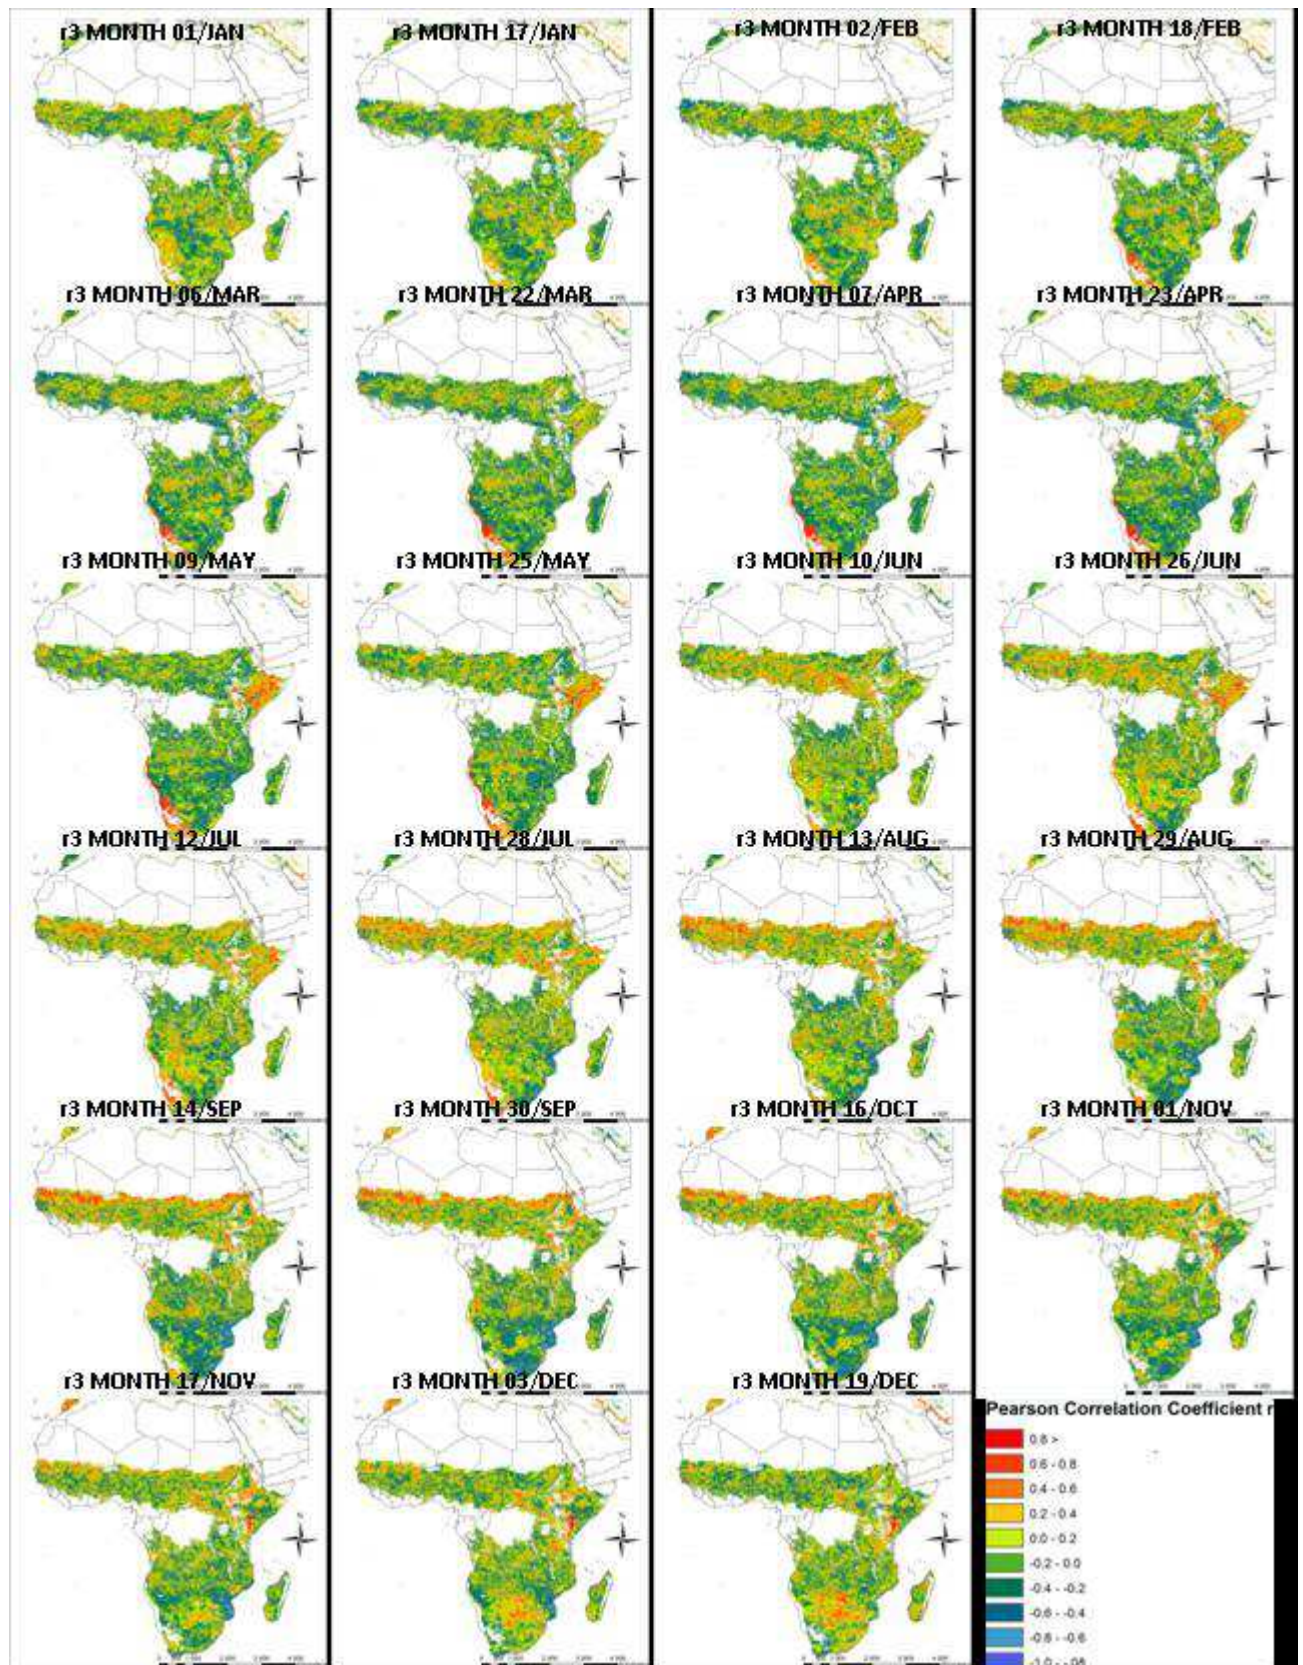 r3 MONTH 01/JAN
r3 MONTH 17/JAN
r3 MONTH 02/FEB
r3 MONTH 18/FEB
r3 MONTH 06/MAR
r3 MONTH 22/MAR
r3 MONTH 07/APR
r3 MONTH 23/APR
r3 MONTH 09/MAY
r3 MONTH 25/MAY
r3 MONTH 10/JUN
r3 MONTH 26/JUN
r3 MONTH 12/JUL
r3 MONTH 28/JUL
r3 MONTH 13/AUG
r3 MONTH 29/AUG
r3 MONTH 14/SEP
r3 MONTH 30/SEP
r3 MONTH 16/OCT
r3 MONTH 01/NOV
r3 MONTH 17/NOV
r3 MONTH 03/DEC
r3 MONTH 19/DEC
Pearson Correlation Coefficient r
0.8 >
0.6 - 0.8
0.4 - 0.6
0.2 - 0.4
0.0 - 0.2
-0.2 - 0.0
-0.4 - -0.2
-0.6 - -0.4
-0.8 - -0.6